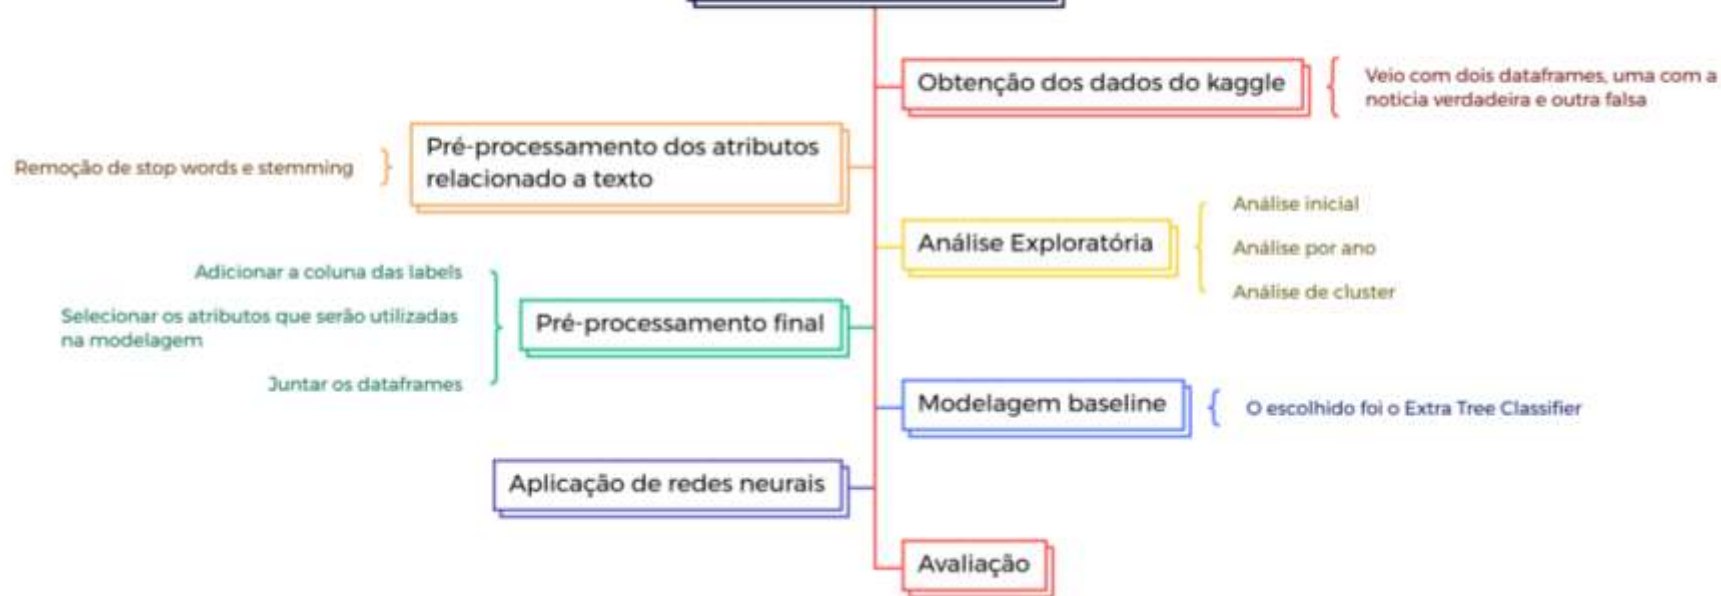 Obtenção dos dados do kaggle
Veio com dois dataframes, uma com a
noticia verdadeira e outra falsa
Pré-processamento dos atributos
relacionado a texto
Remoção de stop words e stemming
Análise Exploratória
Análise inicial
Análise por ano
Análise de cluster
Pré-processamento final
Adicionar a coluna das labels
Selecionar os atributos que serão utilizadas
na modelagem
Juntar os dataframes
Modelagem baseline
O escolhido foi o Extra Tree Classifier
Aplicação de redes neurais
Avaliação